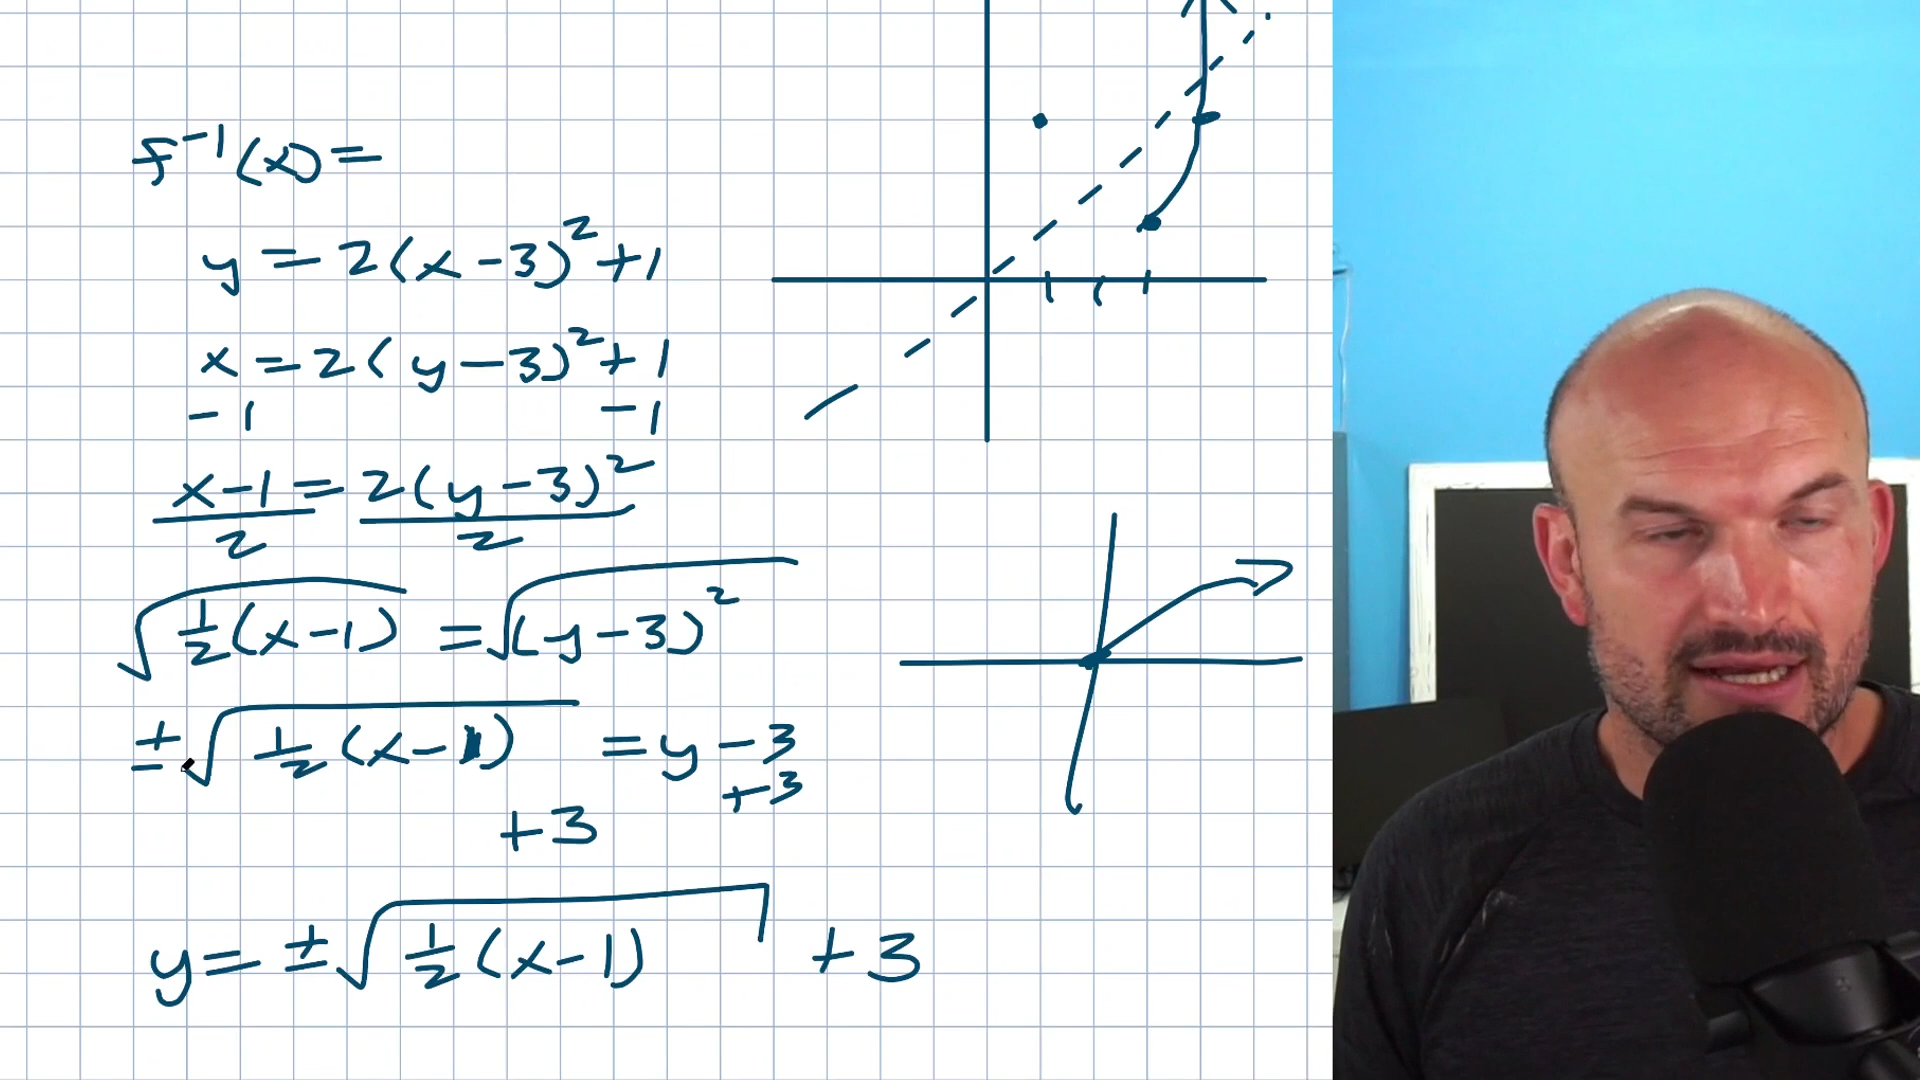 f⁻¹(x) =
y = 2(x - 3)² + 1
x = 2(y - 3)² + 1
- 1 - 1
x - 1 = 2(y - 3)²
2 2
√(½(x - 1)) = √((y - 3)²)
± √(½(x - 1)) = y - 3
+ 3
+ 3
y = ± √(½(x - 1)) + 3